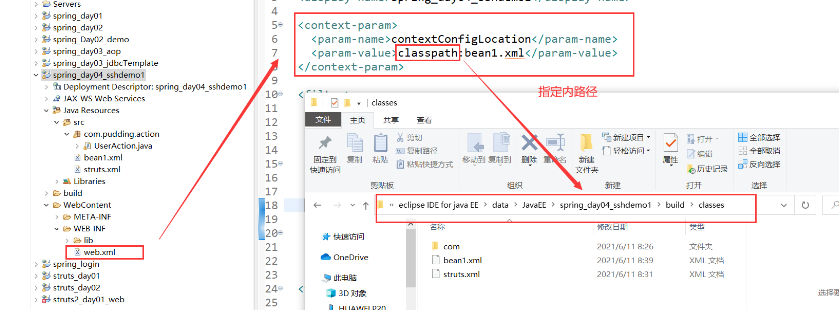 Servers
spring_day01
spring_day02
spring_Day02_demo
spring_day03_aop
spring_day03_jdbcTemplate
spring_day04_sshdemo1
Deployment Descriptor: spring_day04_sshdemo1
JAX-WS Web Services
Java Resources
src
com.pudding.action
UserAction.java
bean1.xml
struts.xml
Libraries
build
WebContent
META-INF
WEB-INF
lib
web.xml
spring_login
struts_day01
struts_day02
struts2_day01_web
4
5 <context-param>
6 <param-name>contextConfigLocation</param-name>
7 <param-value>classpath:bean1.xml</param-value>
8 </context-param>
9
10
11
12
13
14
15
16
17
18
19
20
21
22
23
24 <
25
指定内路径
classes
文件 主页 共享 查看
固定到快速访问
复制
粘贴
剪切
复制路径
粘贴快捷方式
剪贴板
移动到 复制到 删除 重命名
组织
新建文件夹
新建项目
轻松访问
新建
属性
打开
编辑
历史记录
打开
全部选择
全部取消
反向选择
选择
« eclipse IDE for java EE › data › JavaEE › spring_day04_sshdemo1 › build › classes
名称 修改日期 类型
快速访问
OneDrive
此电脑
3D 对象
HUAWEI P20
com 2021/6/11 8:26 文件夹
bean1.xml 2021/6/11 8:39 XML 文档
struts.xml 2021/6/11 8:31 XML 文档
选择要